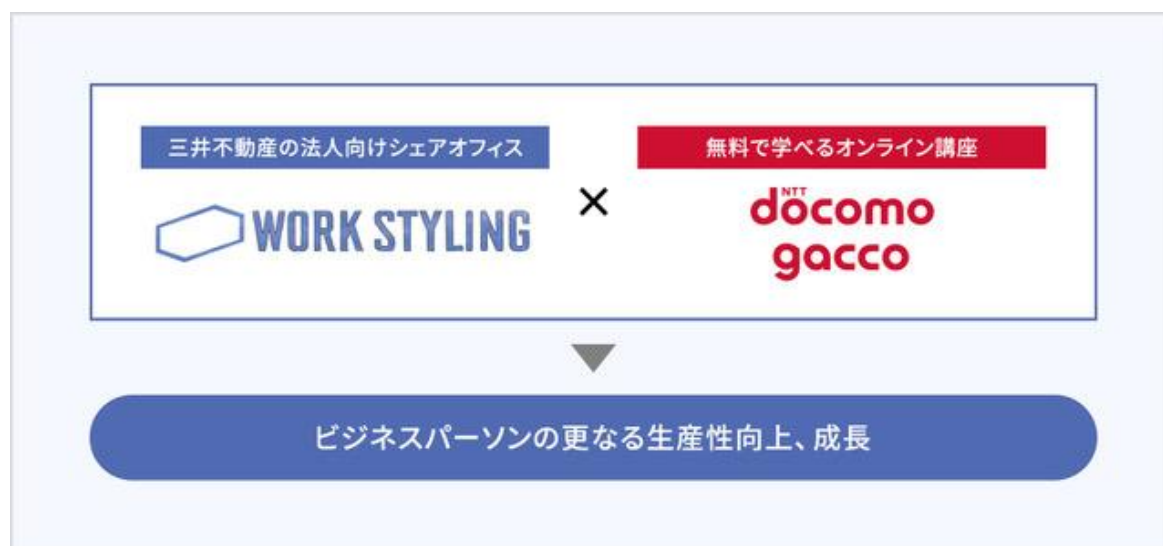 三井不動産の法人向けシェアオフィス
WORK STYLING
×
無料で学べるオンライン講座
NTT
döcomo
gacco
ビジネスパーソンの更なる生産性向上、成長